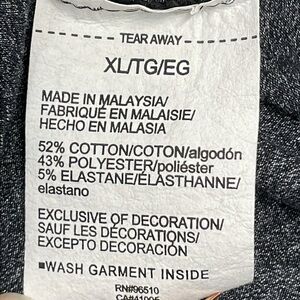 --- TEAR AWAY ---
XL/TG/EG
MADE IN MALAYSIA/
FABRIQUÉ EN MALAISIE/
HECHO EN MALASIA
52% COTTON/COTON/algodón
43% POLYESTER/poliéster
5% ELASTANE/ÉLASTHANNE/
elastano
EXCLUSIVE OF DECORATION/
SAUF LES DÉCORATIONS/
EXCEPTO DECORACIÓN
■WASH GARMENT INSIDE
RN#96510
CA#41005